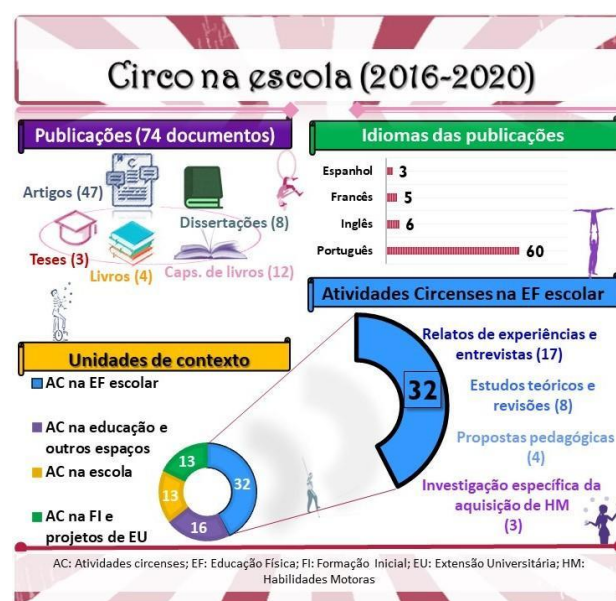 Circo na escola (2016-2020)
Publicações (74 documentos)
Artigos (47)
Dissertações (8)
Teses (3)
Livros (4)
Caps. de livros (12)
Idiomas das publicações
Espanhol 3
Francês 5
Inglês 6
Português 60
Atividades Circenses na EF escolar
32
Relatos de experiências e
entrevistas (17)
Estudos teóricos e
revisões (8)
Propostas pedagógicas
(4)
Investigação específica da
aquisição de HM
(3)
Unidades de contexto
AC na EF escolar
AC na educação e
outros espaços
AC na escola
AC na FI e
projetos de EU
13
32
13
16
AC: Atividades circenses; EF: Educação Física; FI: Formação Inicial; EU: Extensão Universitária; HM:
Habilidades Motoras